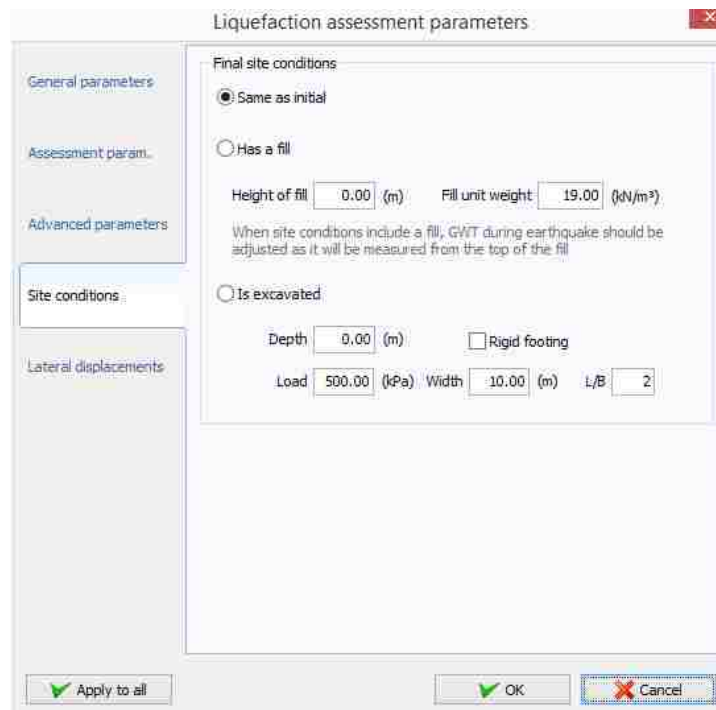 Liquefaction assessment parameters
General parameters
Assessment param..
Advanced parameters
Site conditions
Lateral displacements
Final site conditions
Same as initial
Has a fill
Height of fill 0.00 (m) Fill unit weight 19.00 (kN/m³)
When site conditions include a fill, GWT during earthquake should be
adjusted as it will be measured from the top of the fill
Is excavated
Depth 0.00 (m) Rigid footing
Load 500.00 (kPa) Width 10.00 (m) L/B 2
Apply to all OK Cancel